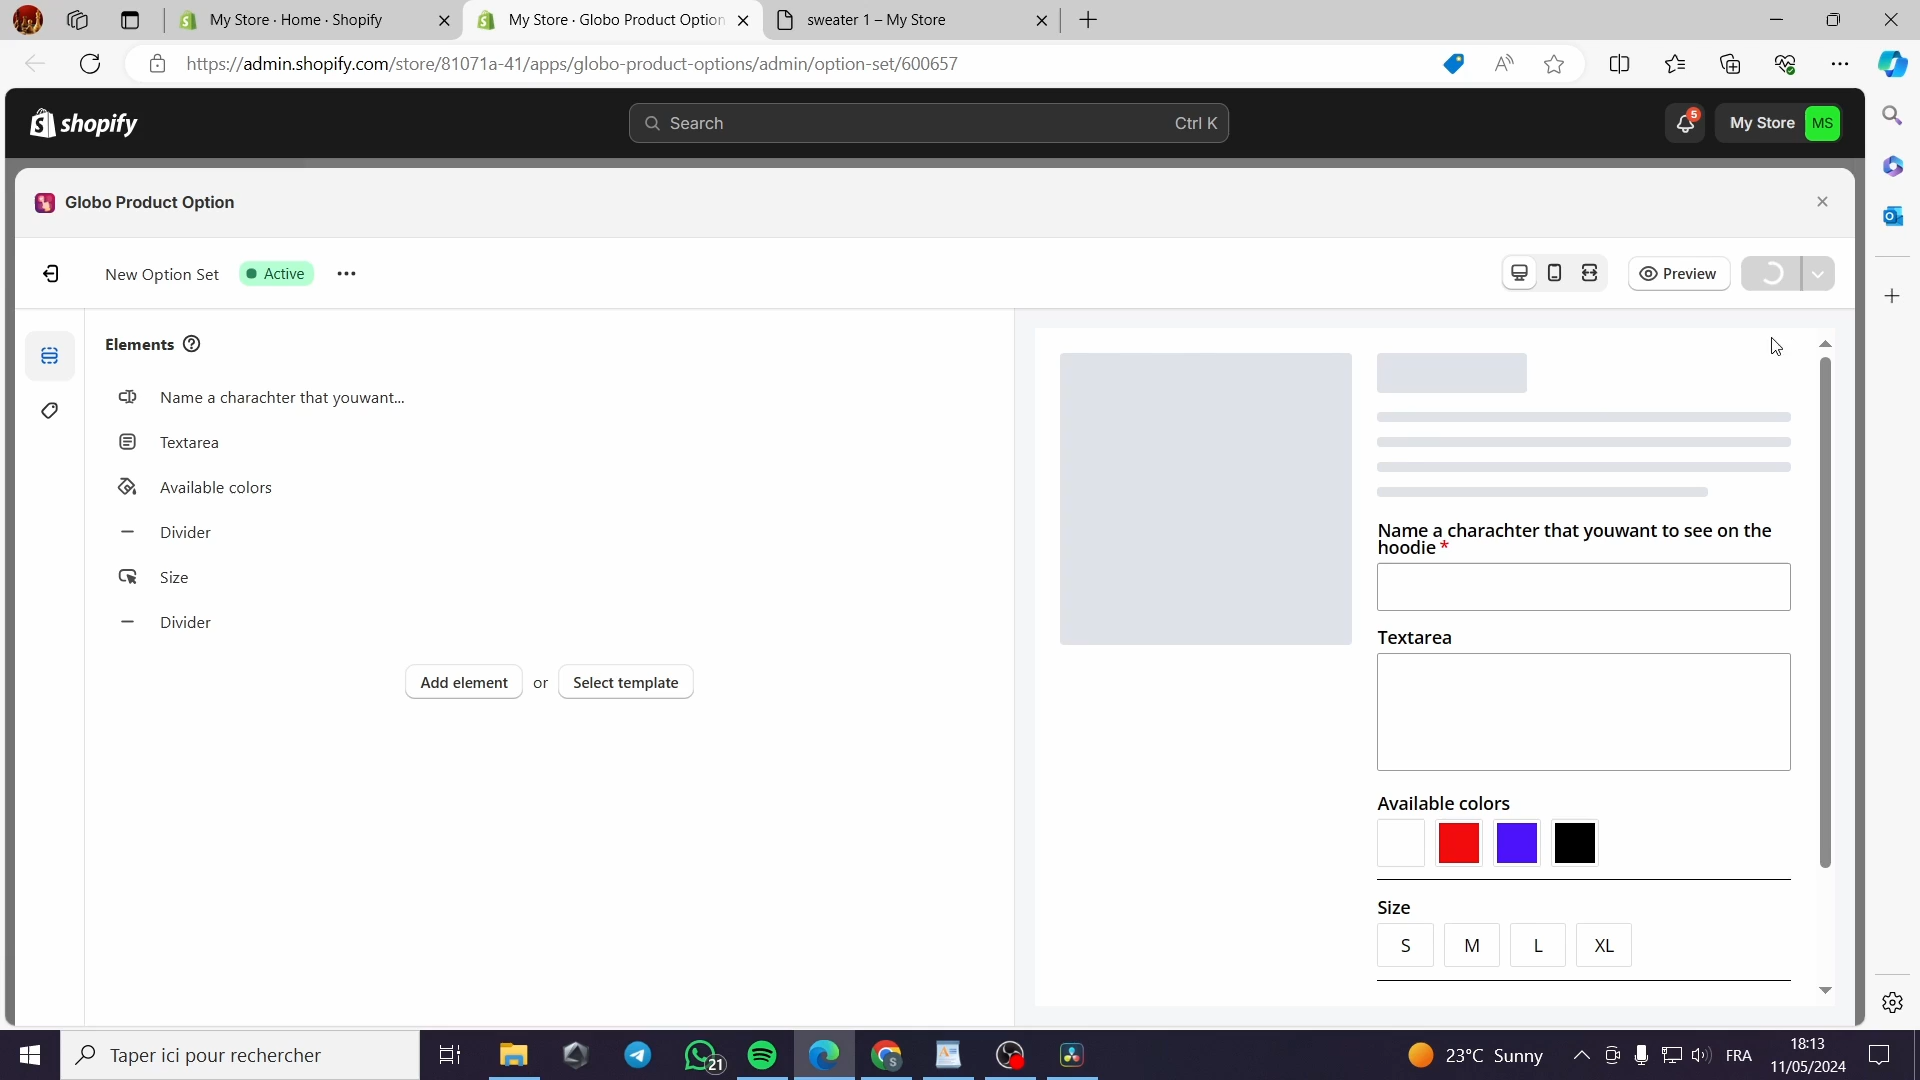 My Store · Home · Shopify
My Store · Globo Product Option
sweater 1 – My Store
https://admin.shopify.com/store/81071a-41/apps/globo-product-options/admin/option-set/600657
shopify
Search
Ctrl K
5
My Store
MS
Globo Product Option
New Option Set
Active
Preview
Elements
Name a charachter that youwant...
Textarea
Available colors
Divider
Size
Divider
Add element
or
Select template
Name a charachter that youwant to see on the
hoodie *
Textarea
Available colors
Size
S
M
L
XL
Taper ici pour rechercher
21
23°C Sunny
FRA
18:13
11/05/2024